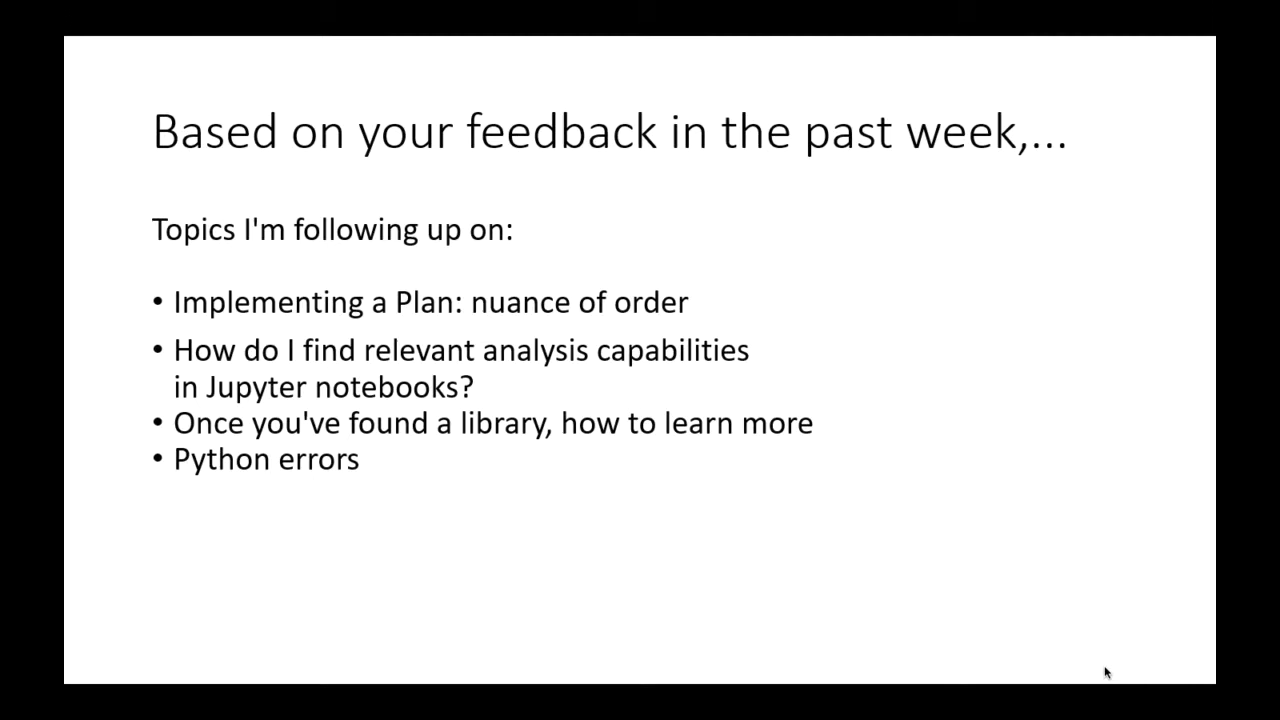 Based on your feedback in the past week,...
Topics I'm following up on:
• Implementing a Plan: nuance of order
• How do I find relevant analysis capabilities
in Jupyter notebooks?
• Once you've found a library, how to learn more
• Python errors